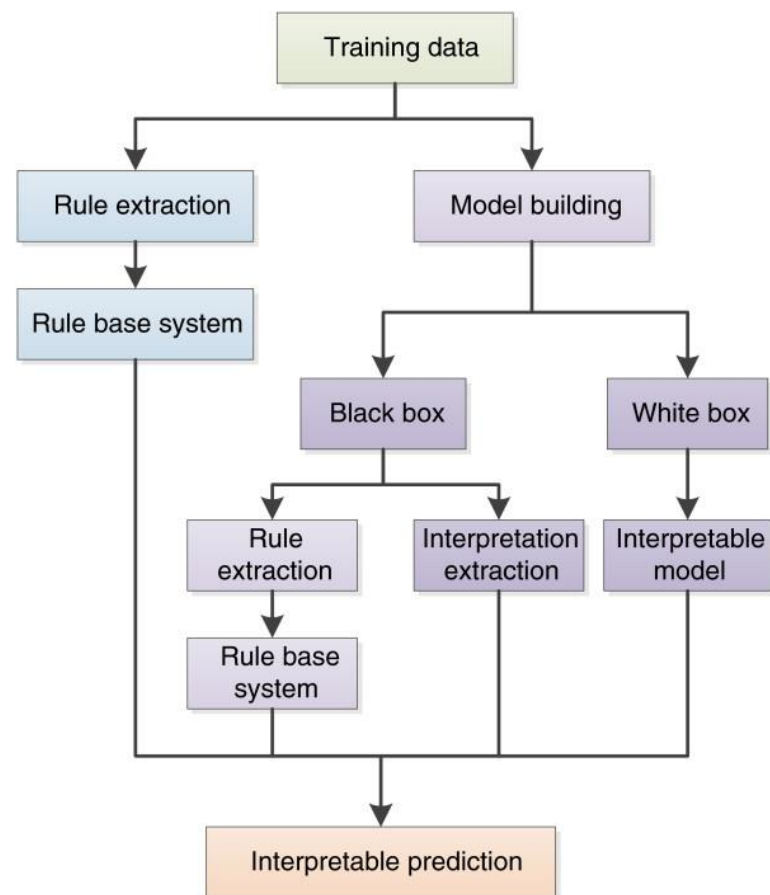 Training data
Rule extraction
Model building
Rule base system
Black box
White box
Rule
extraction
Interpretation
extraction
Interpretable
model
Rule base
system
Interpretable prediction